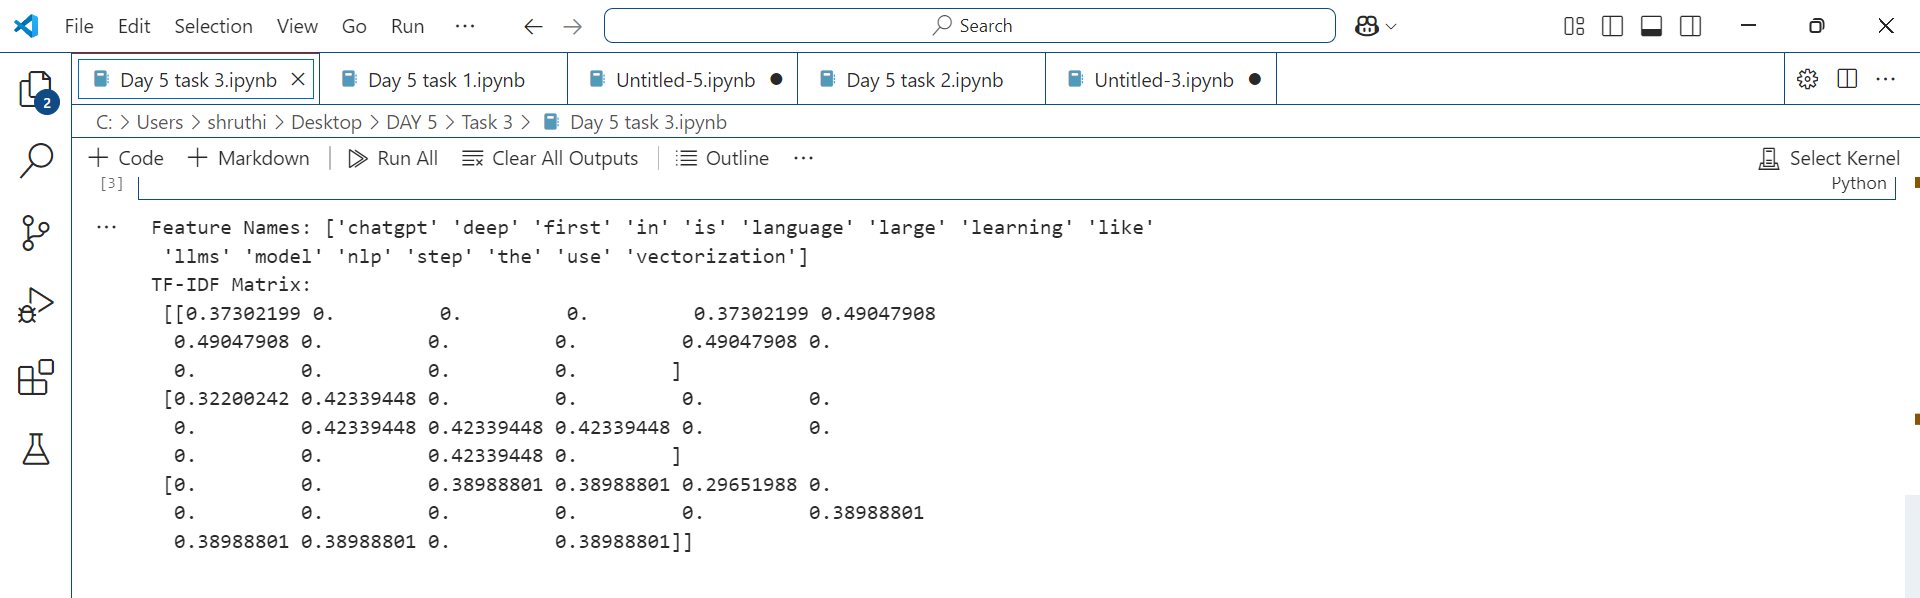 File Edit Selection View Go Run ··· Search
Day 5 task 3.ipynb Day 5 task 1.ipynb Untitled-5.ipynb Day 5 task 2.ipynb Untitled-3.ipynb ···
2
C: > Users > shruthi > Desktop > DAY 5 > Task 3 > Day 5 task 3.ipynb
+ Code + Markdown Run All Clear All Outputs Outline ··· Select Kernel
[3] Python
··· Feature Names: ['chatgpt' 'deep' 'first' 'in' 'is' 'language' 'large' 'learning' 'like'
'llms' 'model' 'nlp' 'step' 'the' 'use' 'vectorization']
TF-IDF Matrix:
[[0.37302199 0. 0. 0. 0.37302199 0.49047908
0.49047908 0. 0. 0. 0.49047908 0.
0. 0. 0. 0. ]
[0.32200242 0.42339448 0. 0. 0. 0.
0. 0.42339448 0.42339448 0.42339448 0. 0.
0. 0. 0.42339448 0. ]
[0. 0. 0.38988801 0.38988801 0.29651988 0.
0. 0. 0. 0. 0. 0.38988801
0.38988801 0.38988801 0. 0.38988801]]